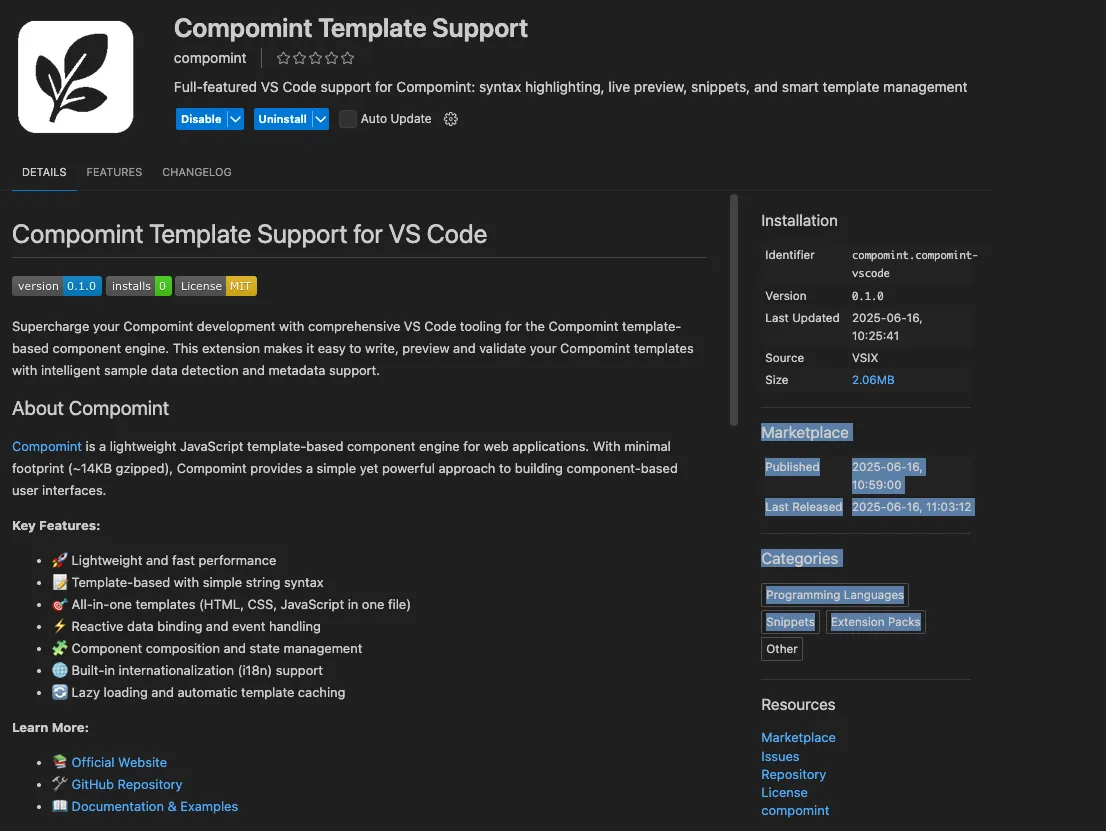 Compomint Template Support
compomint
Full-featured VS Code support for Compomint: syntax highlighting, live preview, snippets, and smart template management
Disable Uninstall Auto Update
DETAILS FEATURES CHANGELOG
Compomint Template Support for VS Code
version 0.1.0 installs 0 License MIT
Supercharge your Compomint development with comprehensive VS Code tooling for the Compomint template-
based component engine. This extension makes it easy to write, preview and validate your Compomint templates
with intelligent sample data detection and metadata support.
About Compomint
Compomint is a lightweight JavaScript template-based component engine for web applications. With minimal
footprint (~14KB gzipped), Compomint provides a simple yet powerful approach to building component-based
user interfaces.
Key Features:
• 🚀 Lightweight and fast performance
• 📝 Template-based with simple string syntax
• 🎯 All-in-one templates (HTML, CSS, JavaScript in one file)
• ⚡ Reactive data binding and event handling
• 🧩 Component composition and state management
• 🌐 Built-in internationalization (i18n) support
• 🔄 Lazy loading and automatic template caching
Learn More:
• 📚 Official Website
• 🛠 GitHub Repository
• 📖 Documentation & Examples
Installation
Identifier compomint.compomint-
vscode
Version 0.1.0
Last Updated 2025-06-16,
10:25:41
Source VSIX
Size 2.06MB
Marketplace
Published 2025-06-16,
10:59:00
Last Released 2025-06-16, 11:03:12
Categories
Programming Languages
Snippets Extension Packs
Other
Resources
Marketplace
Issues
Repository
License
compomint